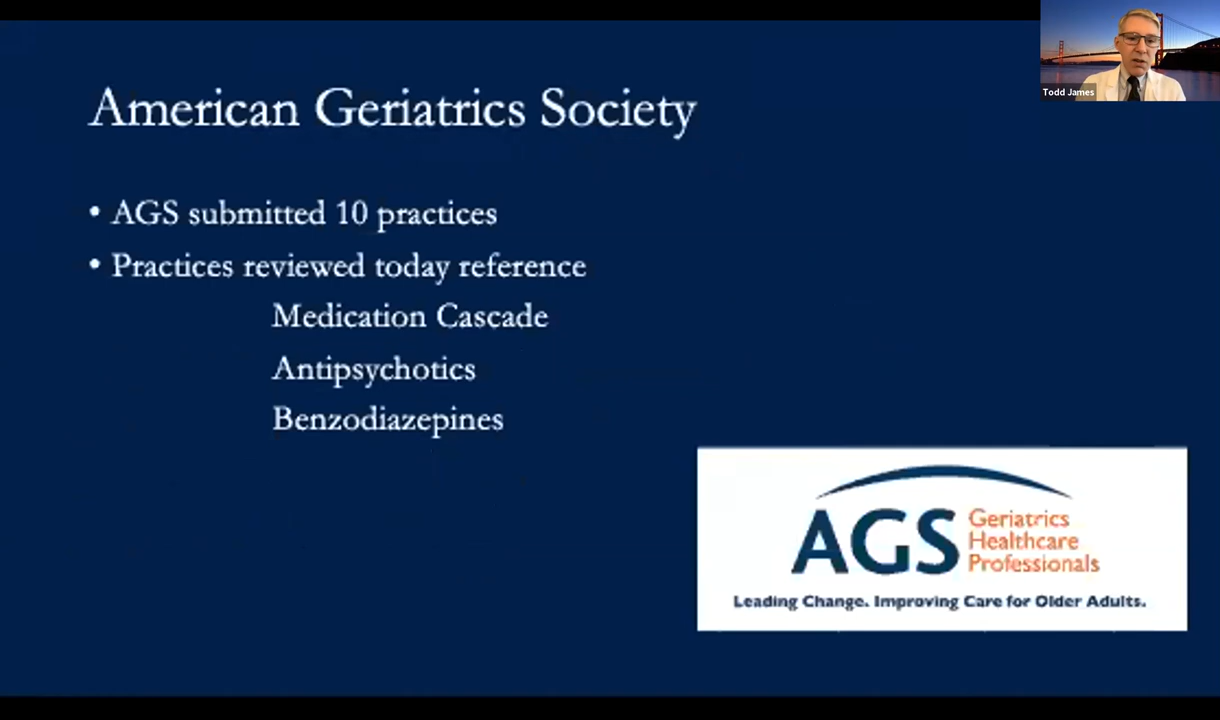 American Geriatrics Society
• AGS submitted 10 practices
• Practices reviewed today reference
Medication Cascade
Antipsychotics
Benzodiazepines
AGS
Geriatrics
Healthcare
Professionals
Leading Change. Improving Care for Older Adults.
Todd James